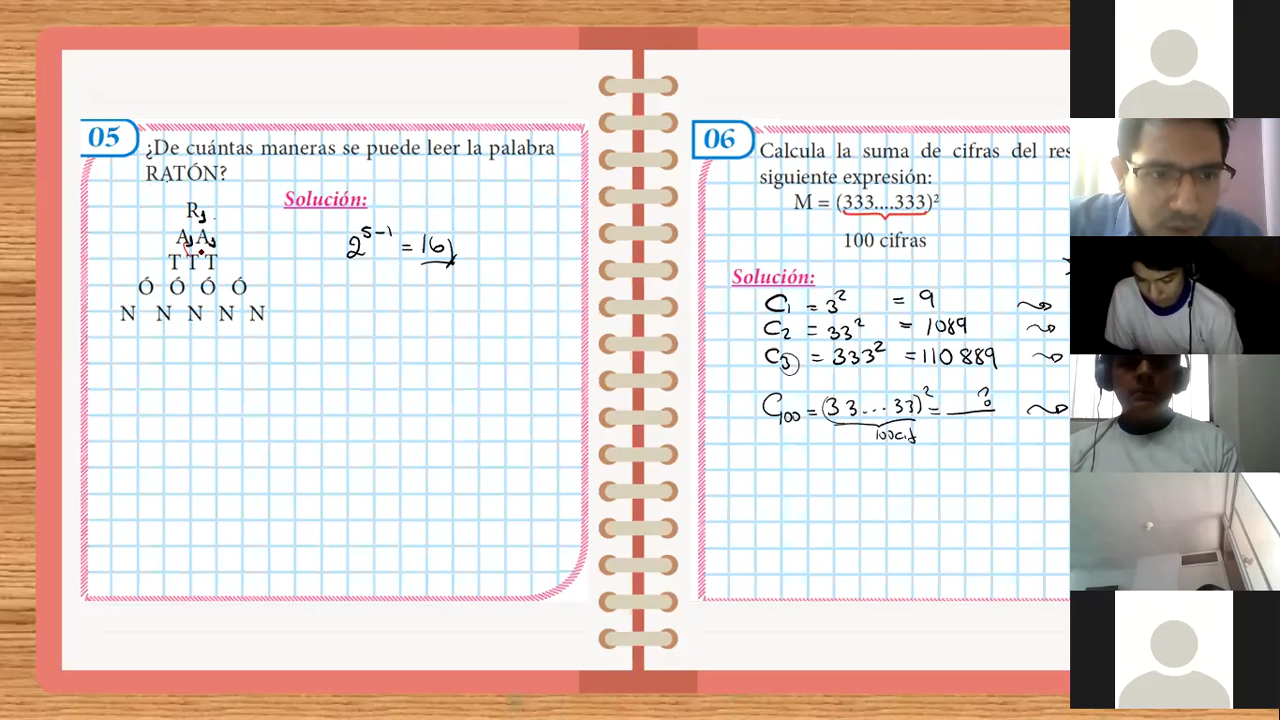 05
¿De cuántas maneras se puede leer la palabra
RATÓN?
Solución:
R
A A
T T T
Ó Ó Ó Ó
N N N N N
2^5-1 = 16
06
Calcula la suma de cifras del res
siguiente expresión:
M = (333....333)²
100 cifras
Solución:
C1 = 3² = 9
C2 = 33² = 1089
C3 = 333² = 110 889
C100 = (33...33)² = ?
100cif